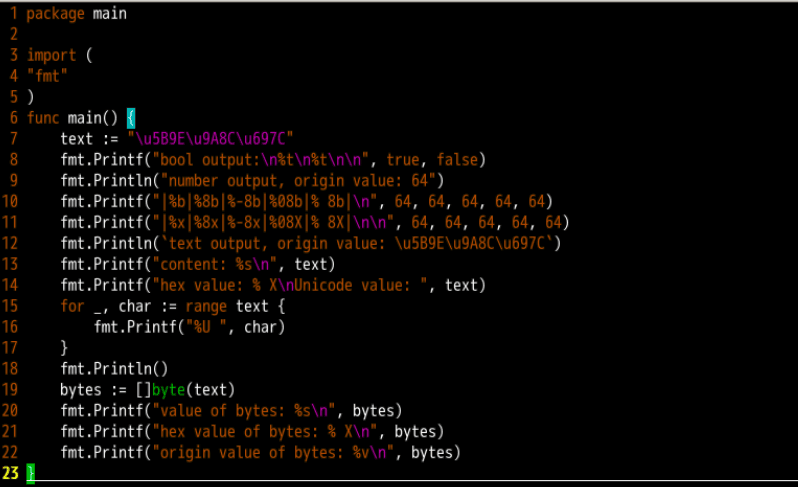 1 package main
2
3 import (
4 "fmt"
5 )
6 func main() {
7     text := "\u5B9E\u9A8C\u697C"
8     fmt.Printf("bool output:\n%t\n%t\n\n", true, false)
9     fmt.Println("number output, origin value: 64")
10     fmt.Printf("|%b|%8b|%-8b|%08b|% 8b|\n", 64, 64, 64, 64, 64)
11     fmt.Printf("|%x|%8x|%-8x|%08X|% 8X|\n\n", 64, 64, 64, 64, 64)
12     fmt.Println(`text output, origin value: \u5B9E\u9A8C\u697C`)
13     fmt.Printf("content: %s\n", text)
14     fmt.Printf("hex value: % X\nUnicode value: ", text)
15     for _, char := range text {
16         fmt.Printf("%U ", char)
17     }
18     fmt.Println()
19     bytes := []byte(text)
20     fmt.Printf("value of bytes: %s\n", bytes)
21     fmt.Printf("hex value of bytes: % X\n", bytes)
22     fmt.Printf("origin value of bytes: %v\n", bytes)
23 }